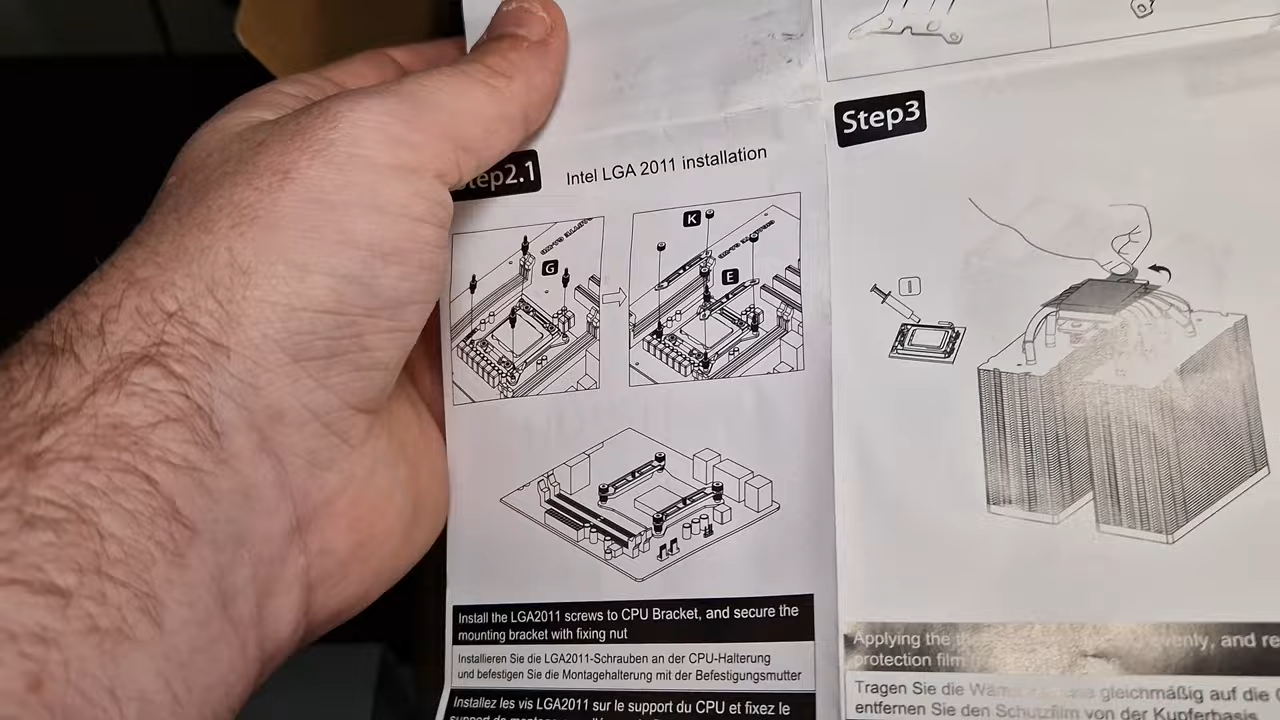 Step2.1
Intel LGA 2011 installation
G
K
E
Install the LGA2011 screws to CPU Bracket, and secure the
mounting bracket with fixing nut
Installieren Sie die LGA2011-Schrauben an der CPU-Halterung
und befestigen Sie die Montagehalterung mit der Befestigungsmutter
Installez les vis LGA2011 sur le support du CPU et fixez le
support de
Step3
I
Applying the evenly, and
protection film
Tragen Sie die gleichmäßig auf die
entfernen Sie den Schutzfilm von der Kupferbasis